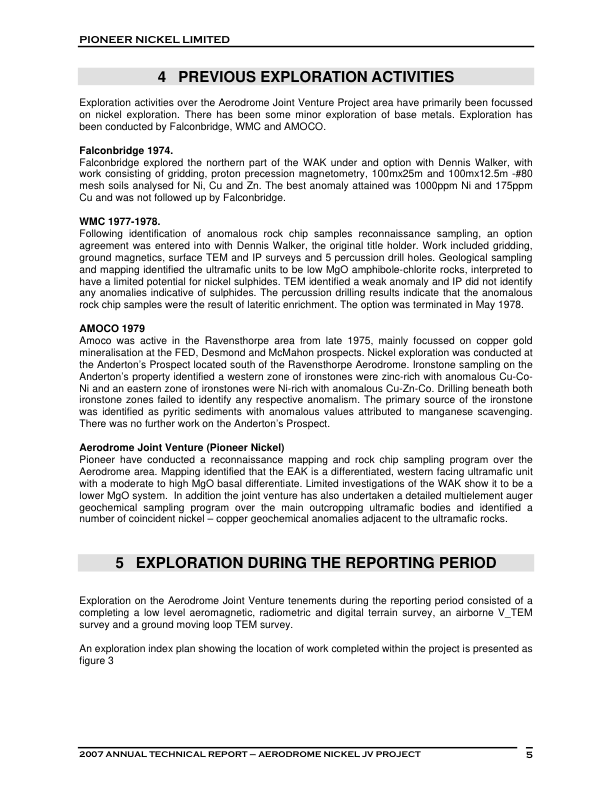 PIONEER NICKEL LIMITED
4 PREVIOUS EXPLORATION ACTIVITIES
Exploration activities over the Aerodrome Joint Venture Project area have primarily been focussed
on nickel exploration. There has been some minor exploration of base metals. Exploration has
been conducted by Falconbridge, WMC and AMOCO.
Falconbridge 1974.
Falconbridge explored the northern part of the WAK under and option with Dennis Walker, with
work consisting of gridding, proton precession magnetometry, 100mx25m and 100mx12.5m -#80
mesh soils analysed for Ni, Cu and Zn. The best anomaly attained was 1000ppm Ni and 175ppm
Cu and was not followed up by Falconbridge.
WMC 1977-1978.
Following identification of anomalous rock chip samples reconnaissance sampling, an option
agreement was entered into with Dennis Walker, the original title holder. Work included gridding,
ground magnetics, surface TEM and IP surveys and 5 percussion drill holes. Geological sampling
and mapping identified the ultramafic units to be low MgO amphibole-chlorite rocks, interpreted to
have a limited potential for nickel sulphides. TEM identified a weak anomaly and IP did not identify
any anomalies indicative of sulphides. The percussion drilling results indicate that the anomalous
rock chip samples were the result of lateritic enrichment. The option was terminated in May 1978.
AMOCO 1979
Amoco was active in the Ravensthorpe area from late 1975, mainly focussed on copper gold
mineralisation at the FED, Desmond and McMahon prospects. Nickel exploration was conducted at
the Anderton's Prospect located south of the Ravensthorpe Aerodrome. Ironstone sampling on the
Anderton's property identified a western zone of ironstones were zinc-rich with anomalous Cu-Co-
Ni and an eastern zone of ironstones were Ni-rich with anomalous Cu-Zn-Co. Drilling beneath both
ironstone zones failed to identify any respective anomalism. The primary source of the ironstone
was identified as pyritic sediments with anomalous values attributed to manganese scavenging.
There was no further work on the Anderton's Prospect.
Aerodrome Joint Venture (Pioneer Nickel)
Pioneer have conducted a reconnaissance mapping and rock chip sampling program over the
Aerodrome area. Mapping identified that the EAK is a differentiated, western facing ultramafic unit
with a moderate to high MgO basal differentiate. Limited investigations of the WAK show it to be a
lower MgO system. In addition the joint venture has also undertaken a detailed multielement auger
geochemical sampling program over the main outcropping ultramafic bodies and identified a
number of coincident nickel – copper geochemical anomalies adjacent to the ultramafic rocks.
5 EXPLORATION DURING THE REPORTING PERIOD
Exploration on the Aerodrome Joint Venture tenements during the reporting period consisted of a
completing a low level aeromagnetic, radiometric and digital terrain survey, an airborne V_TEM
survey and a ground moving loop TEM survey.
An exploration index plan showing the location of work completed within the project is presented as
figure 3
2007 ANNUAL TECHNICAL REPORT – AERODROME NICKEL JV PROJECT 5